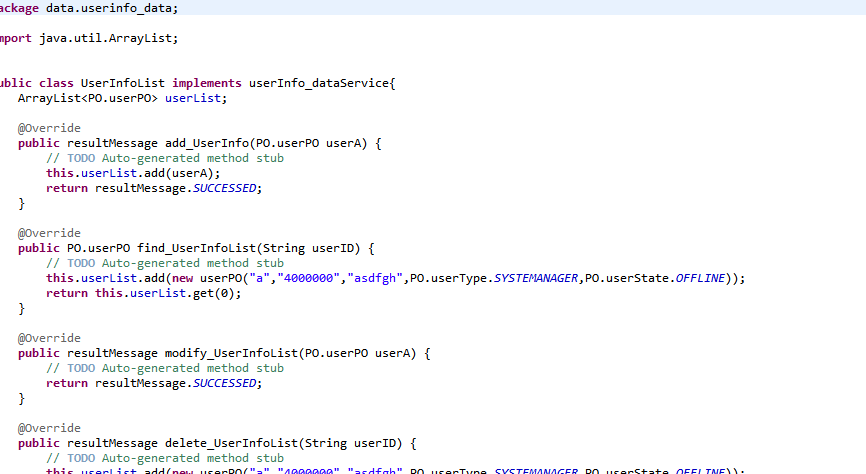 ackage data.userinfo_data;
mport java.util.ArrayList;
ublic class UserInfoList implements userInfo_dataService{
ArrayList<PO.userPO> userList;
@Override
public resultMessage add_UserInfo(PO.userPO userA) {
// TODO Auto-generated method stub
this.userList.add(userA);
return resultMessage.SUCCESSED;
}
@Override
public PO.userPO find_UserInfoList(String userID) {
// TODO Auto-generated method stub
this.userList.add(new userPO("a","4000000","asdfgh",PO.userType.SYSTEMANAGER,PO.userState.OFFLINE));
return this.userList.get(0);
}
@Override
public resultMessage modify_UserInfoList(PO.userPO userA) {
// TODO Auto-generated method stub
return resultMessage.SUCCESSED;
}
@Override
public resultMessage delete_UserInfoList(String userID) {
// TODO Auto-generated method stub
this.userList.add(new userPO("a","4000000","asdfgh",PO.userType.SYSTEMANAGER,PO.userState.OFFLINE));